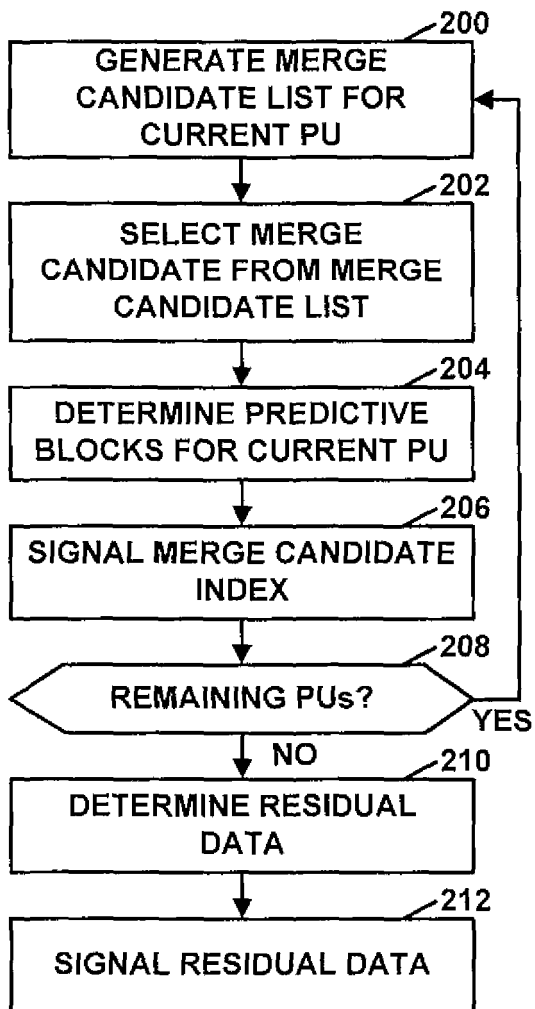 200
GENERATE MERGE
CANDIDATE LIST FOR
CURRENT PU
202
SELECT MERGE
CANDIDATE FROM MERGE
CANDIDATE LIST
204
DETERMINE PREDICTIVE
BLOCKS FOR CURRENT PU
206
SIGNAL MERGE CANDIDATE
INDEX
208
REMAINING PUs?
YES
NO
210
DETERMINE RESIDUAL
DATA
212
SIGNAL RESIDUAL DATA